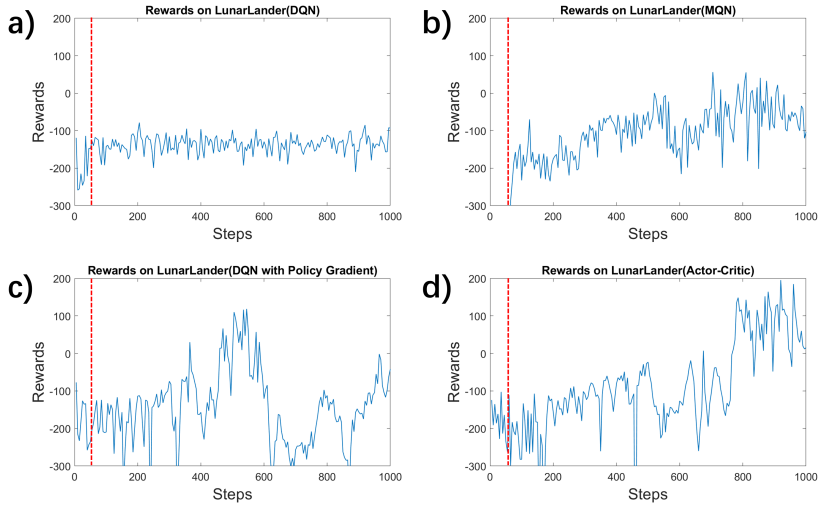 a)
Rewards on LunarLander(DQN)
200
100
0
-100
-200
-300
Rewards
0 200 400 600 800 1000
Steps
b)
Rewards on LunarLander(MQN)
200
100
0
-100
-200
-300
Rewards
0 200 400 600 800 1000
Steps
c)
Rewards on LunarLander(DQN with Policy Gradient)
200
100
0
-100
-200
-300
Rewards
0 200 400 600 800 1000
Steps
d)
Rewards on LunarLander(Actor-Critic)
200
100
0
-100
-200
-300
Rewards
0 200 400 600 800 1000
Steps